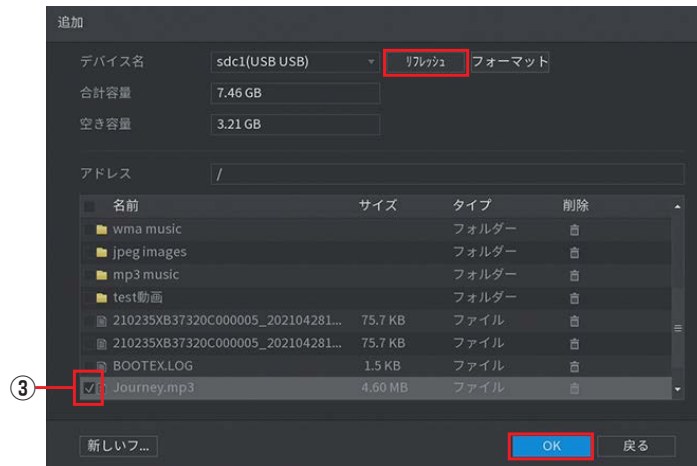 追加
デバイス名 sdc1(USB USB) リフレッシュ フォーマット
合計容量 7.46 GB
空き容量 3.21 GB
アドレス /
名前 サイズ タイプ 削除
wma music フォルダー
jpeg images フォルダー
mp3 music フォルダー
test動画 フォルダー
210235XB37320C000005_202104281... 75.7 KB ファイル
210235XB37320C000005_202104281... 75.7 KB ファイル
BOOTEX.LOG 1.5 KB ファイル
③ Journey.mp3 4.60 MB ファイル
新しいフ... OK 戻る